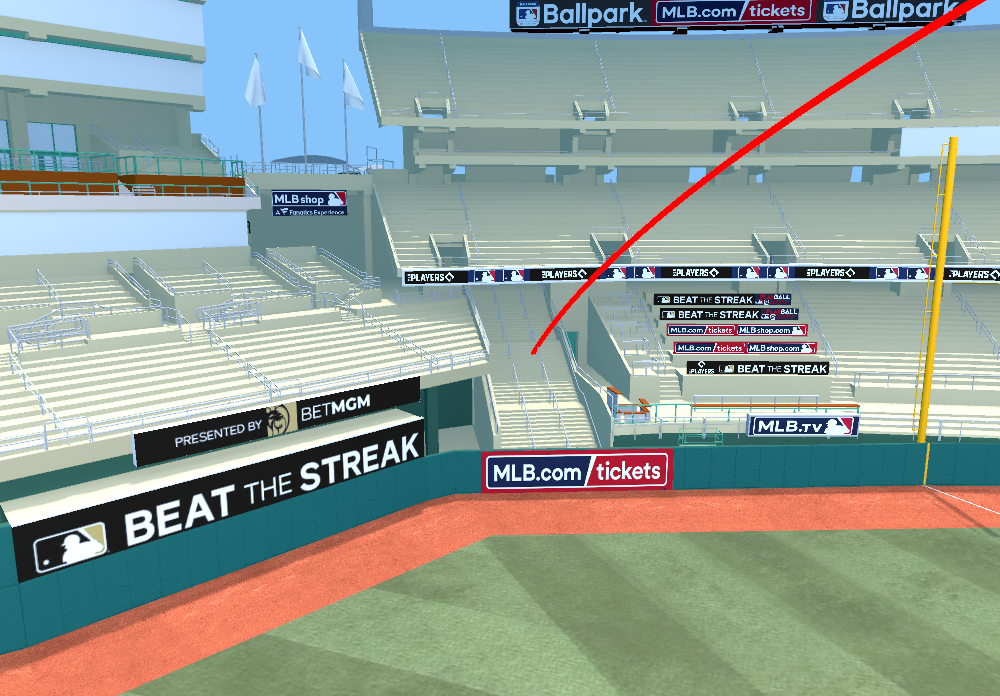 Ballpark
MLB.com/tickets
Ballpark
MLB shop
A Fanatics Experience
PLAYERS
PLAYERS
PLAYERS
PLAYERS
PLAYERS
BEAT THE STREAK
BALL
BEAT THE STREAK
BALL
MLB.com/tickets MLBshop.com
MLB.com/tickets MLBshop.com
PLAYERS BEAT THE STREAK
PRESENTED BY BETMGM
MLB.TV
BEAT THE STREAK
MLB.com/tickets